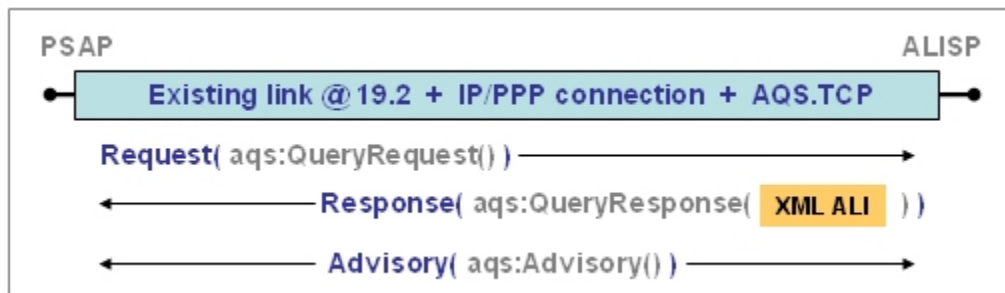 PSAP ALISP
Existing link @ 19.2 + IP/PPP connection + AQS.TCP
Request( aqs:QueryRequest() )
Response( aqs:QueryResponse( XML ALI ) )
Advisory( aqs:Advisory() )